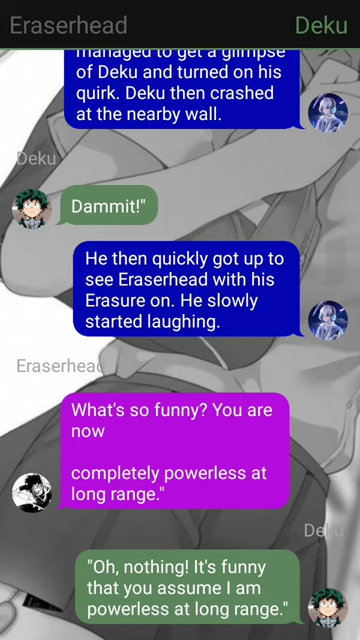 Eraserhead Deku
managed to get a glimpse
of Deku and turned on his
quirk. Deku then crashed
at the nearby wall.
Deku
Dammit!"
He then quickly got up to
see Eraserhead with his
Erasure on. He slowly
started laughing.
Eraserhead
What's so funny? You are
now
completely powerless at
long range."
Deku
"Oh, nothing! It's funny
that you assume I am
powerless at long range."